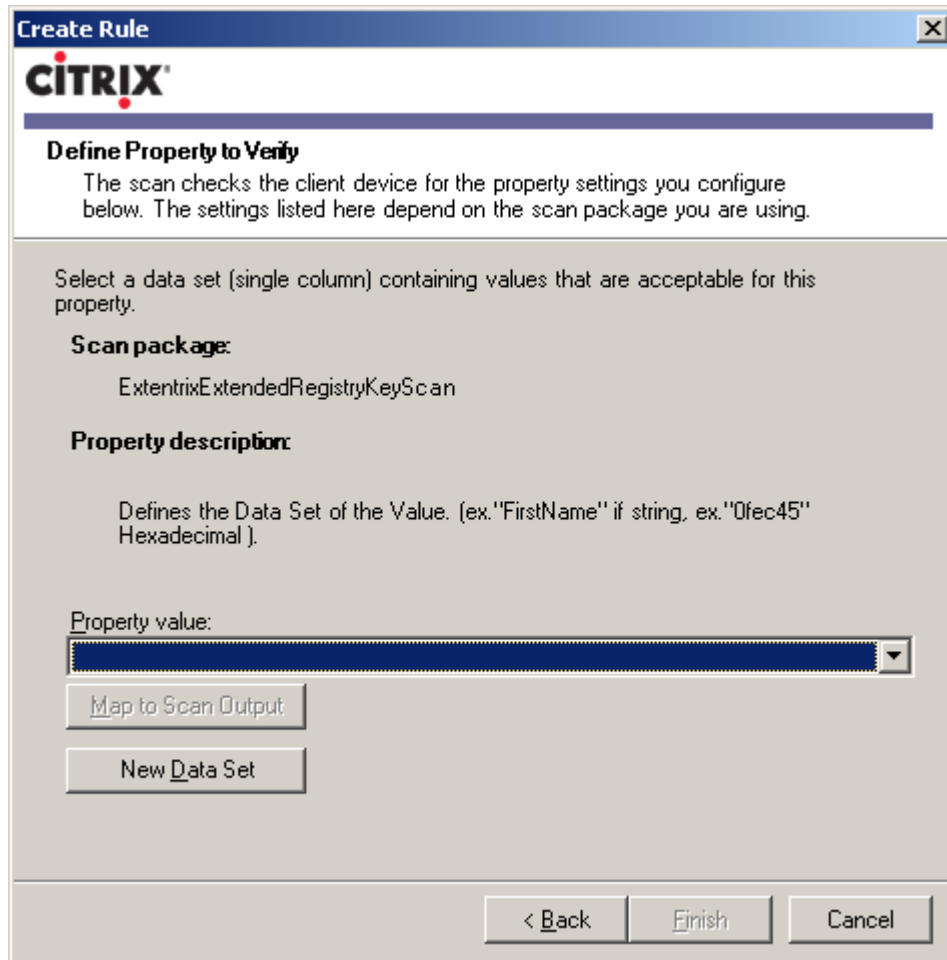 Create Rule
CITRIX
Define Property to Verify
The scan checks the client device for the property settings you configure
below. The settings listed here depend on the scan package you are using.
Select a data set (single column) containing values that are acceptable for this
property.
Scan package:
ExtentrixExtendedRegistryKeyScan
Property description:
Defines the Data Set of the Value. (ex."FirstName" if string, ex."0fec45"
Hexadecimal ).
Property value:
Map to Scan Output
New Data Set
< Back
Finish
Cancel